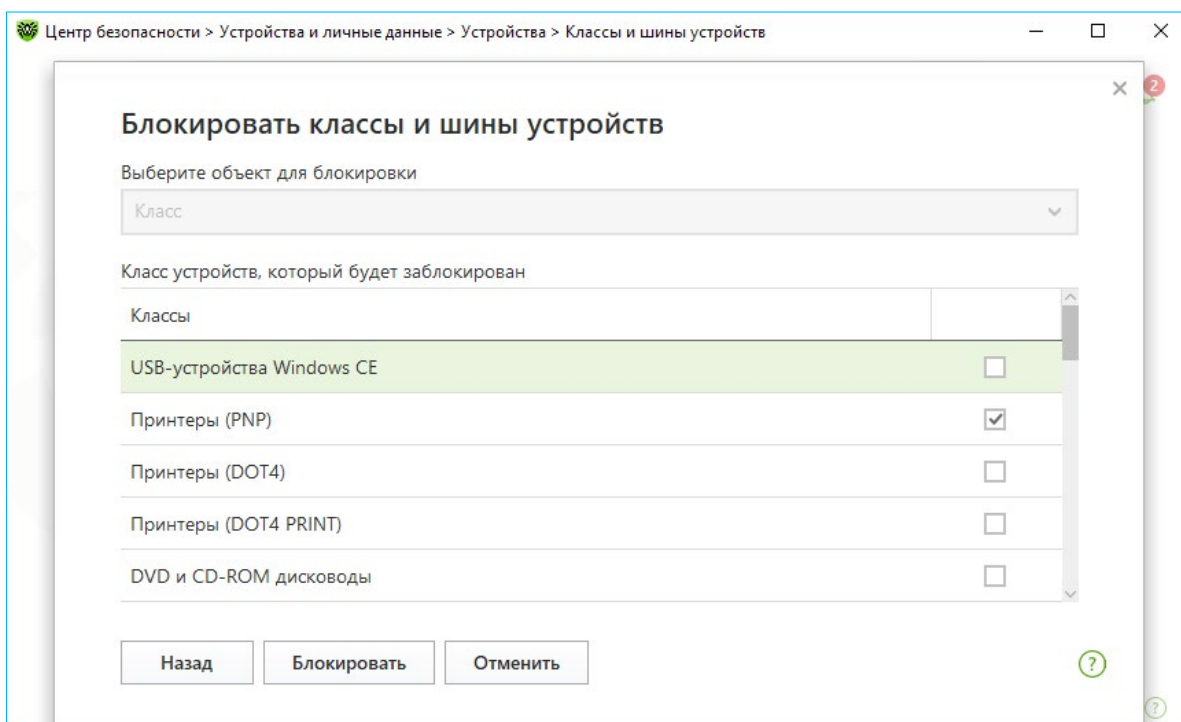 Центр безопасности > Устройства и личные данные > Устройства > Классы и шины устройств
2
Блокировать классы и шины устройств
Выберите объект для блокировки
Класс
Класс устройств, который будет заблокирован
Классы
USB-устройства Windows CE
Принтеры (PNP)
Принтеры (DOT4)
Принтеры (DOT4 PRINT)
DVD и CD-ROM дисководы
Назад Блокировать Отменить ?
?